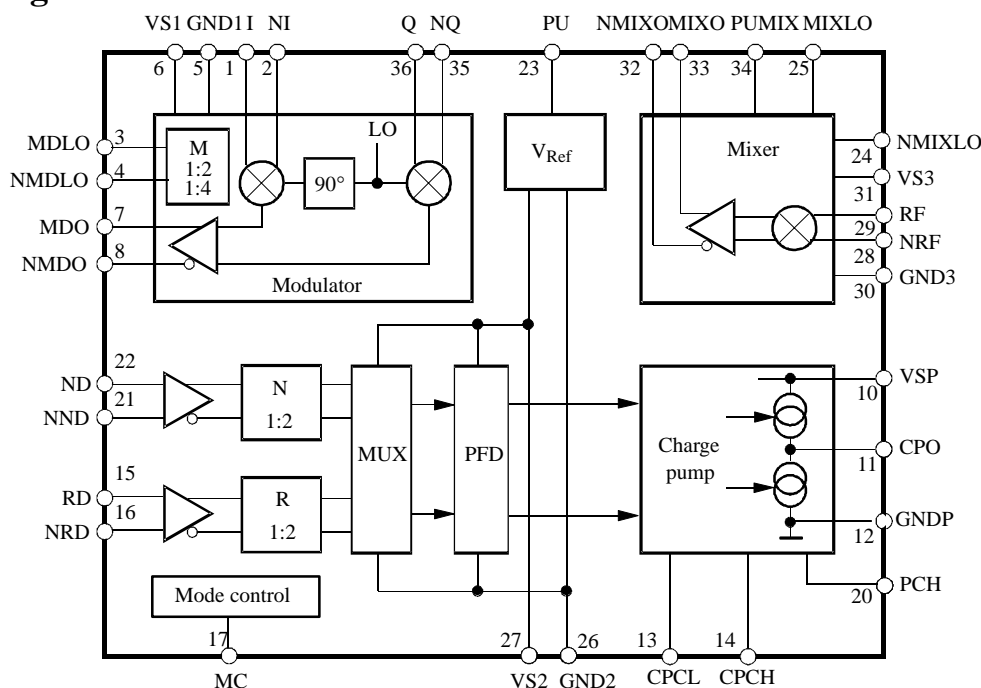 VS1 GND1 I NI Q NQ PU NMIXO MIXO PUMIX MIXLO
6 5 1 2 36 35 23 32 33 34 25
MDLO 3
NMDLO 4
MDO 7
NMDO 8
M
1:2
1:4
90°
LO
Modulator
VRef
Mixer
24 NMIXLO
31 VS3
29 RF
28 NRF
30 GND3
ND 22
NND 21
N
1:2
RD 15
NRD 16
R
1:2
MUX
PFD
Charge
pump
10 VSP
11 CPO
12 GNDP
20 PCH
Mode control
17 27 26 13 14
MC VS2 GND2 CPCL CPCH